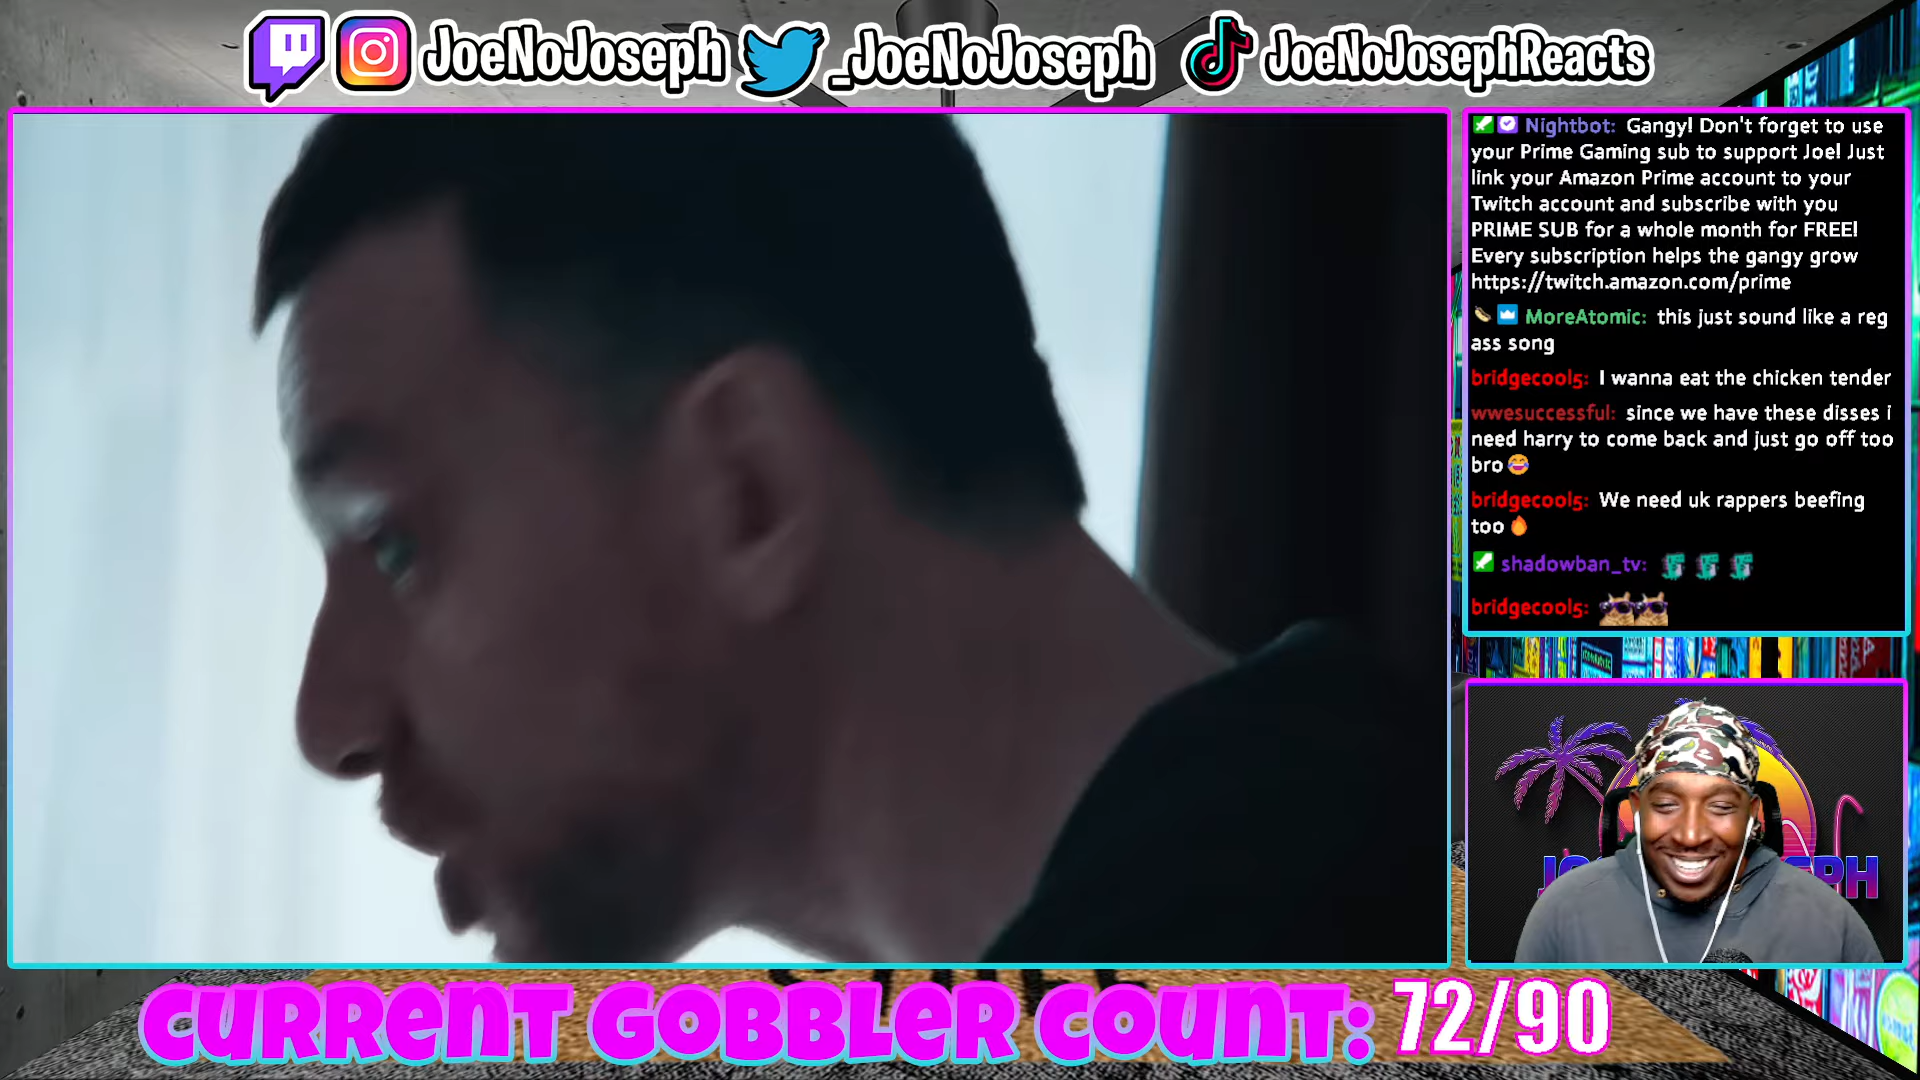 JoeNoJoseph _JoeNoJoseph JoeNoJosephReacts
Nightbot: Gangy! Don't forget to use
your Prime Gaming sub to support Joe! Just
link your Amazon Prime account to your
Twitch account and subscribe with you
PRIME SUB for a whole month for FREE!
Every subscription helps the gangy grow
https://twitch.amazon.com/prime
MoreAtomic: this just sound like a reg
ass song
bridgecool5: I wanna eat the chicken tender
wwesuccessful: since we have these disses i
need harry to come back and just go off too
bro
bridgecool5: We need uk rappers beefing
too
shadowban_tv:
bridgecool5:
CURRENT GOBBLER COUNT: 72/90